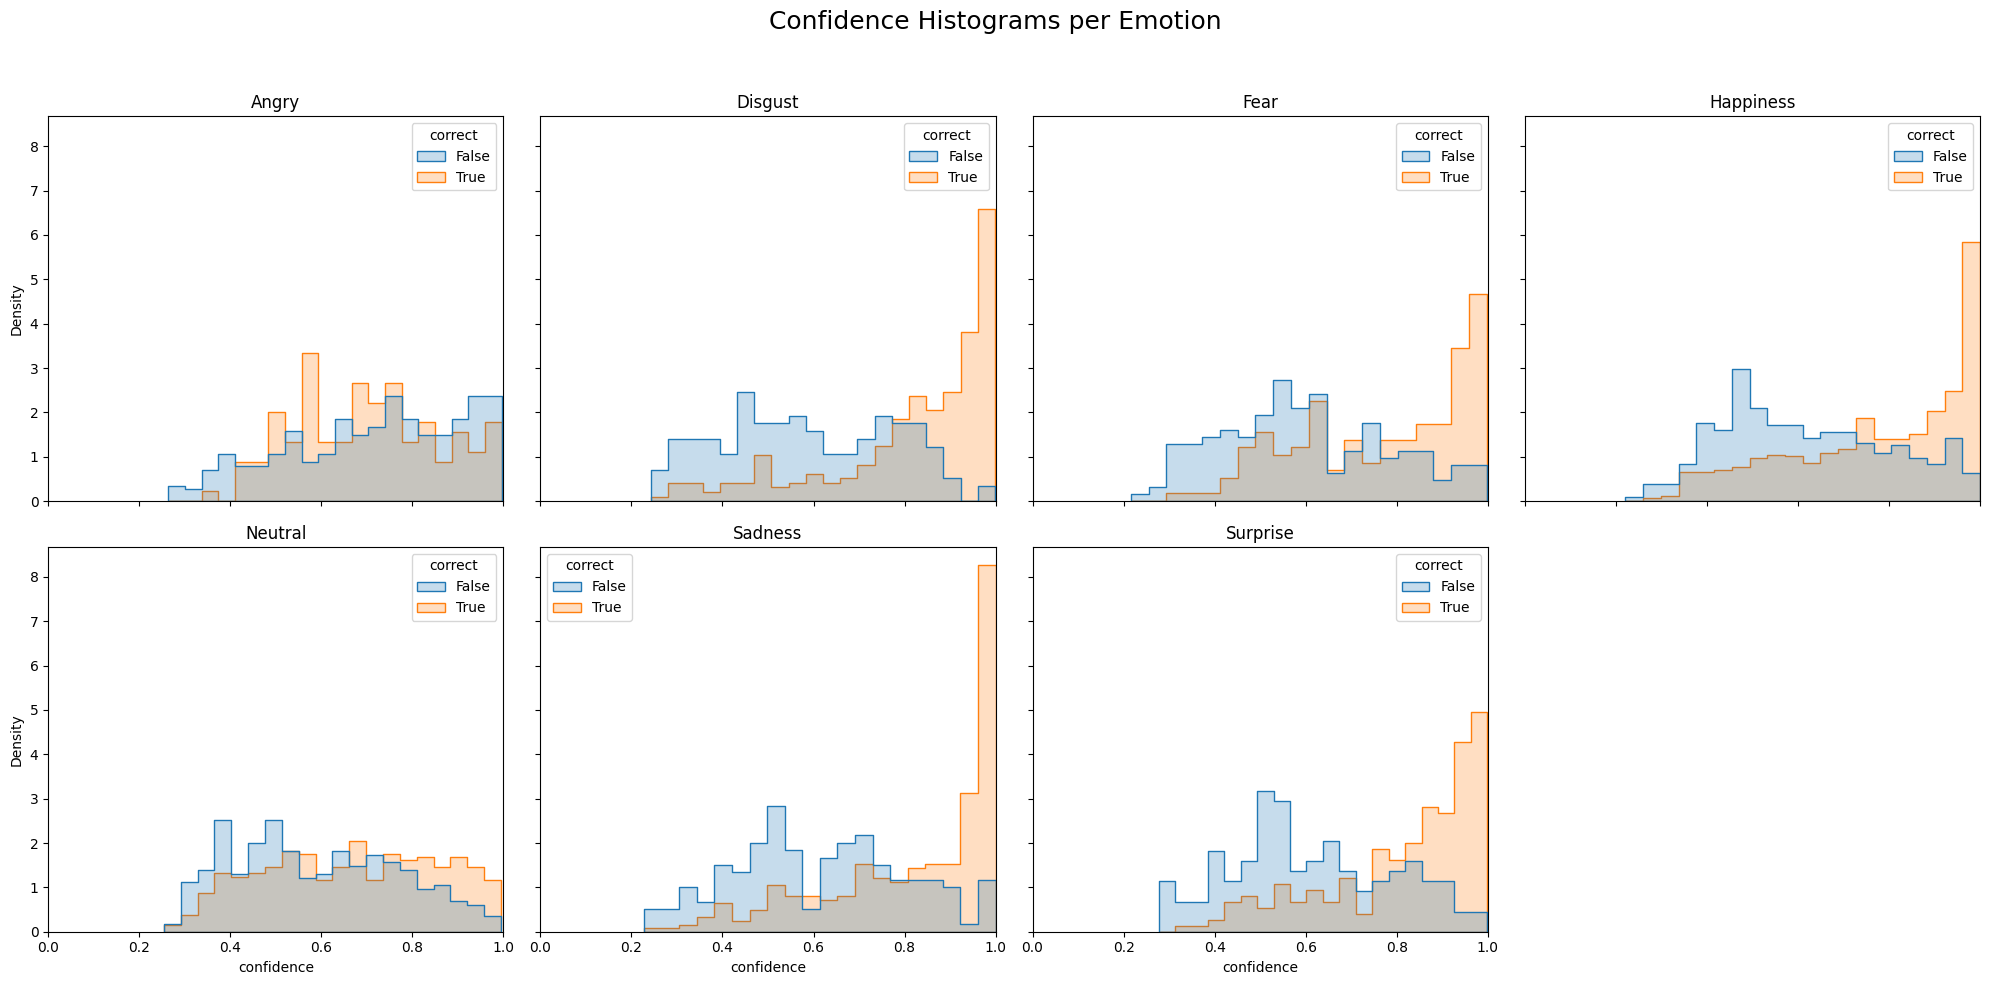 Confidence Histograms per Emotion
Angry
Disgust
Fear
Happiness
correct
False
True
correct
False
True
correct
False
True
correct
False
True
8
7
6
5
4
3
2
1
0
Density
Neutral
Sadness
Surprise
correct
False
True
correct
False
True
correct
False
True
8
7
6
5
4
3
2
1
0
Density
0.0 0.2 0.4 0.6 0.8 1.0
confidence
0.0 0.2 0.4 0.6 0.8 1.0
confidence
0.0 0.2 0.4 0.6 0.8 1.0
confidence